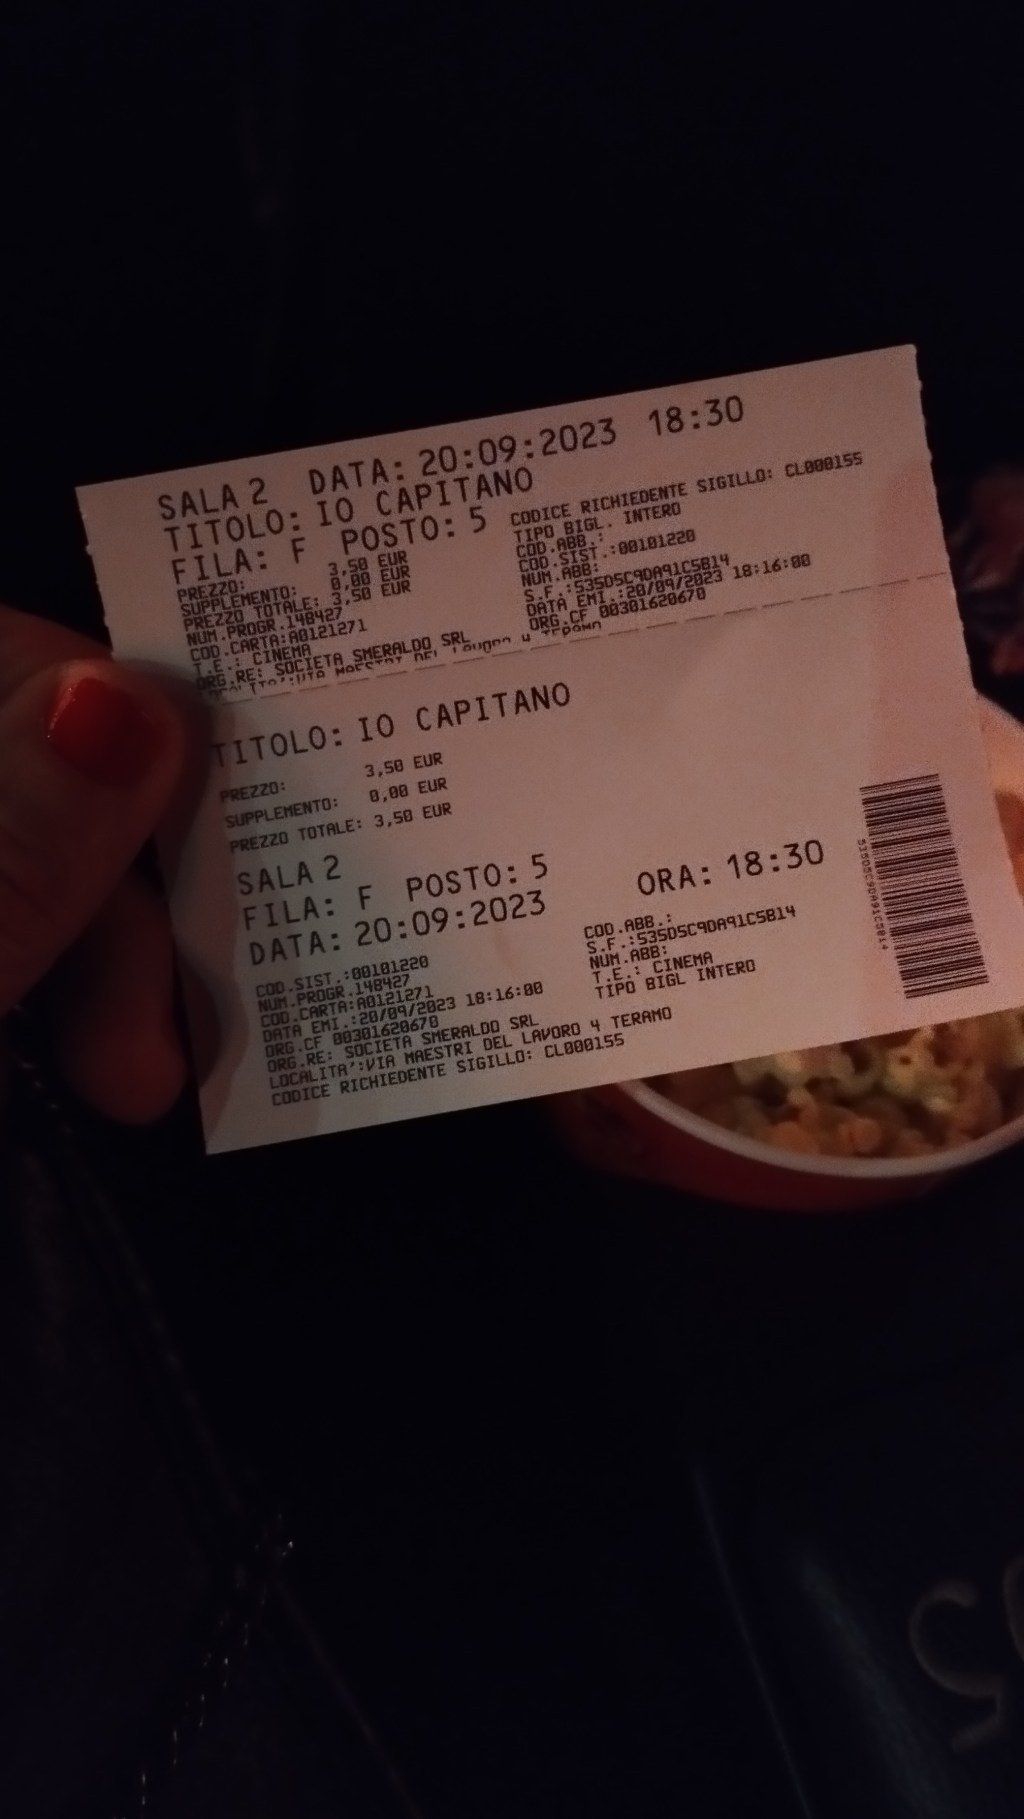 SALA 2 DATA: 20:09:2023 18:30
TITOLO: IO CAPITANO
FILA: F POSTO: 5
PREZZO: 3,50 EUR
SUPPLEMENTO: 0,00 EUR
PREZZO TOTALE: 3,50 EUR
NUM.PROGR.148427
COD.CARTA:A0121271
T.E.: CINEMA
ORG.RE: SOCIETA SMERALDO SRL
CODICE RICHIEDENTE SIGILLO: CL000155
TIPO BIGL. INTERO
COD.ABB.:
COD.SIST.:00101220
NUM.ABB:
S.F.:535D5C9DA91C5B14
DATA EMI.:20/09/2023 18:16:00
ORG.CF 00301620670
TITOLO: IO CAPITANO
PREZZO: 3,50 EUR
SUPPLEMENTO: 0,00 EUR
PREZZO TOTALE: 3,50 EUR
SALA 2
FILA: F POSTO: 5 ORA: 18:30
DATA: 20:09:2023
COD.SIST.:00101220
NUM.PROGR.148427
COD.CARTA:A0121271
DATA EMI.:20/09/2023 18:16:00
ORG.CF 00301620670
ORG.RE: SOCIETA SMERALDO SRL
LOCALITA':VIA MAESTRI DEL LAVORO 4 TERAMO
CODICE RICHIEDENTE SIGILLO: CL000155
COD.ABB.:
S.F.:535D5C9DA91C5B14
NUM.ABB:
T.E.: CINEMA
TIPO BIGL INTERO
535D5C9DA91C5B14